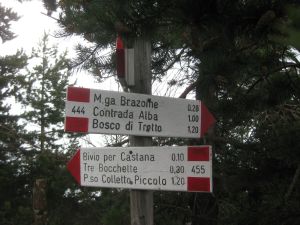 M.ga Brazome 0.20
444 Contrada Alba 1.00
Bosco di Trotto 1.20
Bivio per Castana 0.10
Tre Bocchette 0.30 455
P.so Colletto Piccolo 1.20